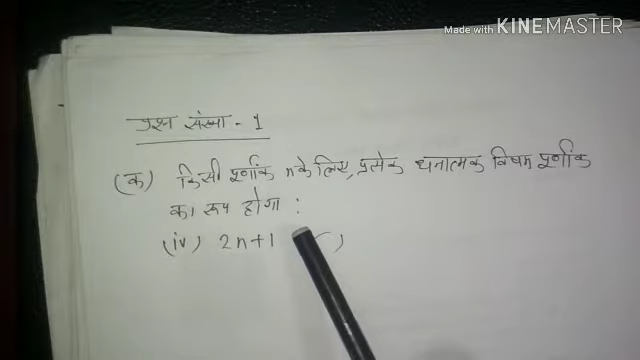 Made with KINEMASTER
प्रश्न संख्या - 1
(क) किसी पूर्णांक n के लिए, प्रत्येक धनात्मक विषम पूर्णांक
का रूप होगा :
(iv) 2n+1 ( )